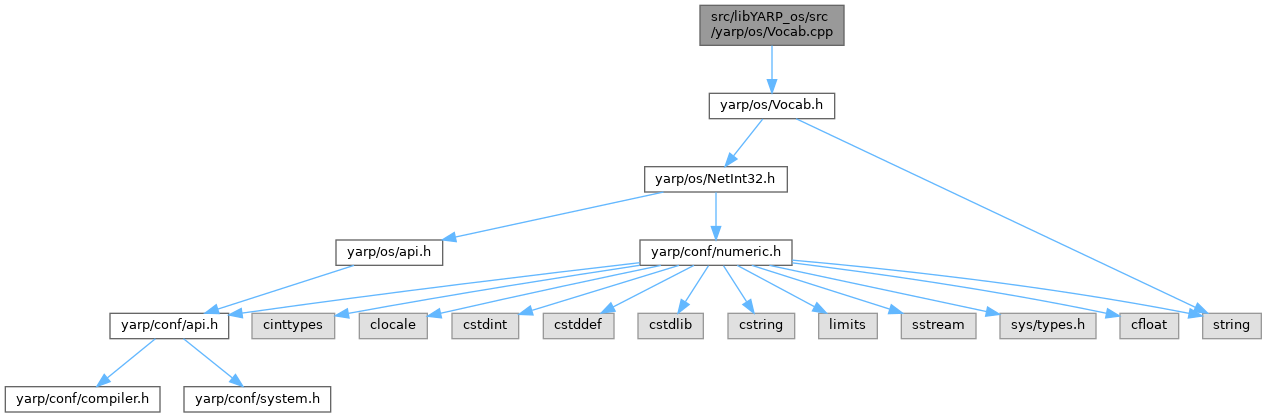 src/libYARP_os/src
/yarp/os/Vocab.cpp
yarp/os/Vocab.h
yarp/os/NetInt32.h
yarp/os/api.h
yarp/conf/numeric.h
yarp/conf/api.h
cinttypes
clocale
cstdint
cstddef
cstdlib
cstring
limits
sstream
sys/types.h
cfloat
string
yarp/conf/compiler.h
yarp/conf/system.h